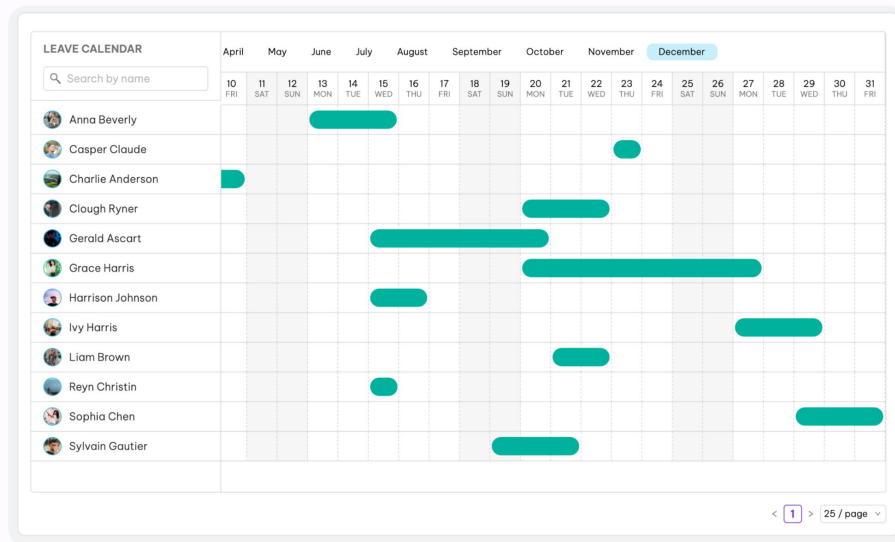 LEAVE CALENDAR
Search by name
April May June July August September October November December
10 11 12 13 14 15 16 17 18 19 20 21 22 23 24 25 26 27 28 29 30 31
FRI SAT SUN MON TUE WED THU FRI SAT SUN MON TUE WED THU FRI SAT SUN MON TUE WED THU FRI
Anna Beverly
Casper Claude
Charlie Anderson
Clough Ryner
Gerald Ascart
Grace Harris
Harrison Johnson
Ivy Harris
Liam Brown
Reyn Christin
Sophia Chen
Sylvain Gautier
< 1 > 25 / page